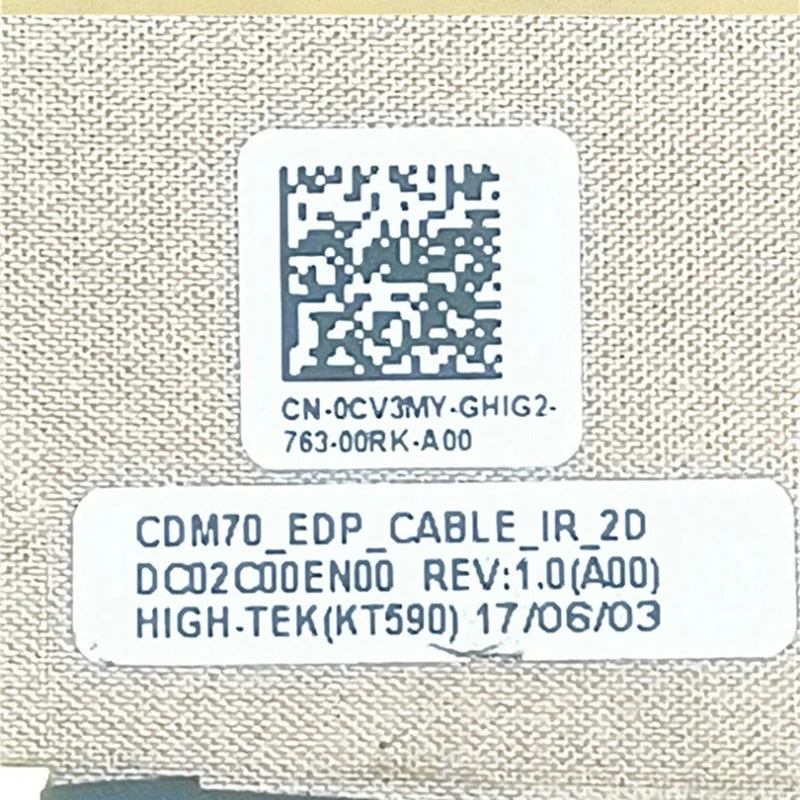 CN-0CV3MY-GHIG2-
763-00RK-A00
CDM70_EDP_CABLE_IR_2D
DC02C00EN00 REV:1.0(A00)
HIGH-TEK(KT590) 17/06/03